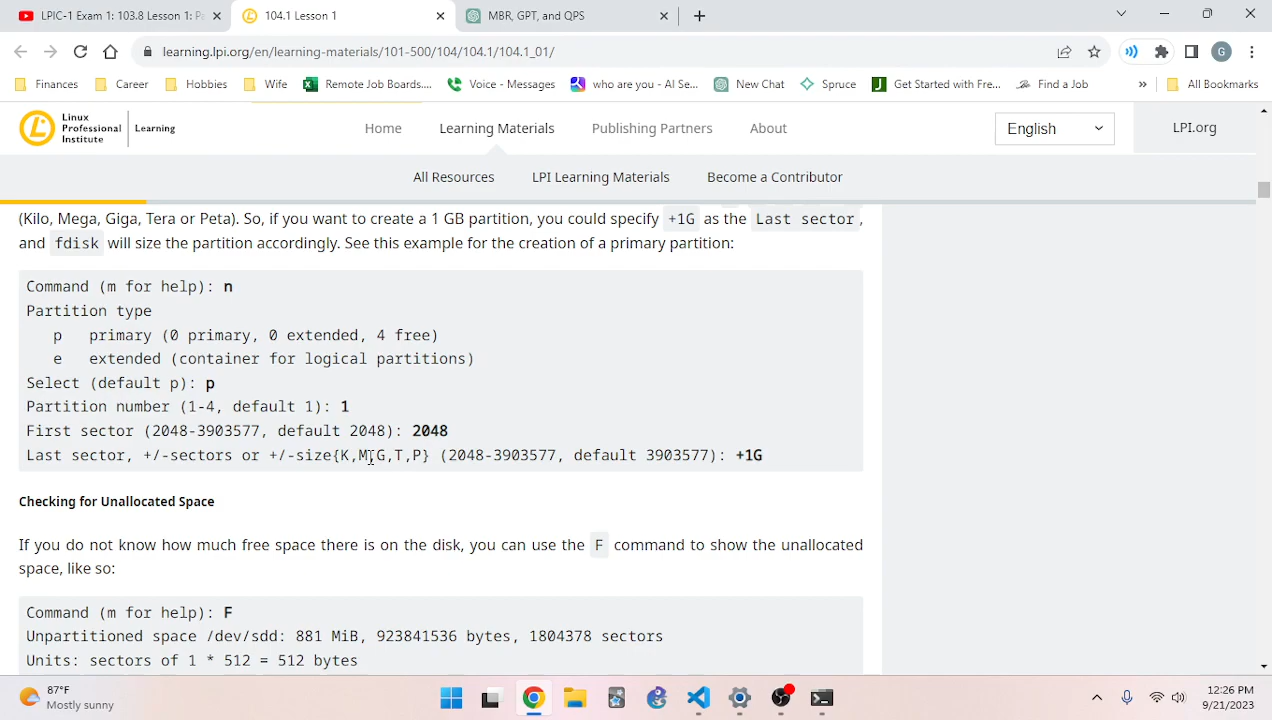 LPIC-1 Exam 1: 103.8 Lesson 1: Pa
104.1 Lesson 1
MBR, GPT, and QPS
learning.lpi.org/en/learning-materials/101-500/104/104.1/104.1_01/
G
Finances
Career
Hobbies
Wife
Remote Job Boards....
Voice - Messages
who are you - AI Se...
New Chat
Spruce
Get Started with Fre...
Find a Job
»
All Bookmarks
Linux
Professional
Institute
Learning
Home
Learning Materials
Publishing Partners
About
English
LPI.org
All Resources
LPI Learning Materials
Become a Contributor
(Kilo, Mega, Giga, Tera or Peta). So, if you want to create a 1 GB partition, you could specify +1G as the Last sector,
and fdisk will size the partition accordingly. See this example for the creation of a primary partition:
Command (m for help): n
Partition type
p primary (0 primary, 0 extended, 4 free)
e extended (container for logical partitions)
Select (default p): p
Partition number (1-4, default 1): 1
First sector (2048-3903577, default 2048): 2048
Last sector, +/-sectors or +/-size{K,M,G,T,P} (2048-3903577, default 3903577): +1G
Checking for Unallocated Space
If you do not know how much free space there is on the disk, you can use the F command to show the unallocated
space, like so:
Command (m for help): F
Unpartitioned space /dev/sdd: 881 MiB, 923841536 bytes, 1804378 sectors
Units: sectors of 1 * 512 = 512 bytes
87°F
Mostly sunny
12:26 PM
9/21/2023